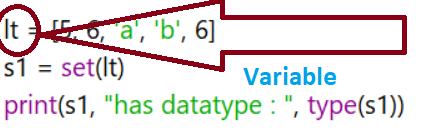 lt = [5, 6, 'a', 'b', 6]
s1 = set(lt)
Variable
print(s1, "has datatype : ", type(s1))